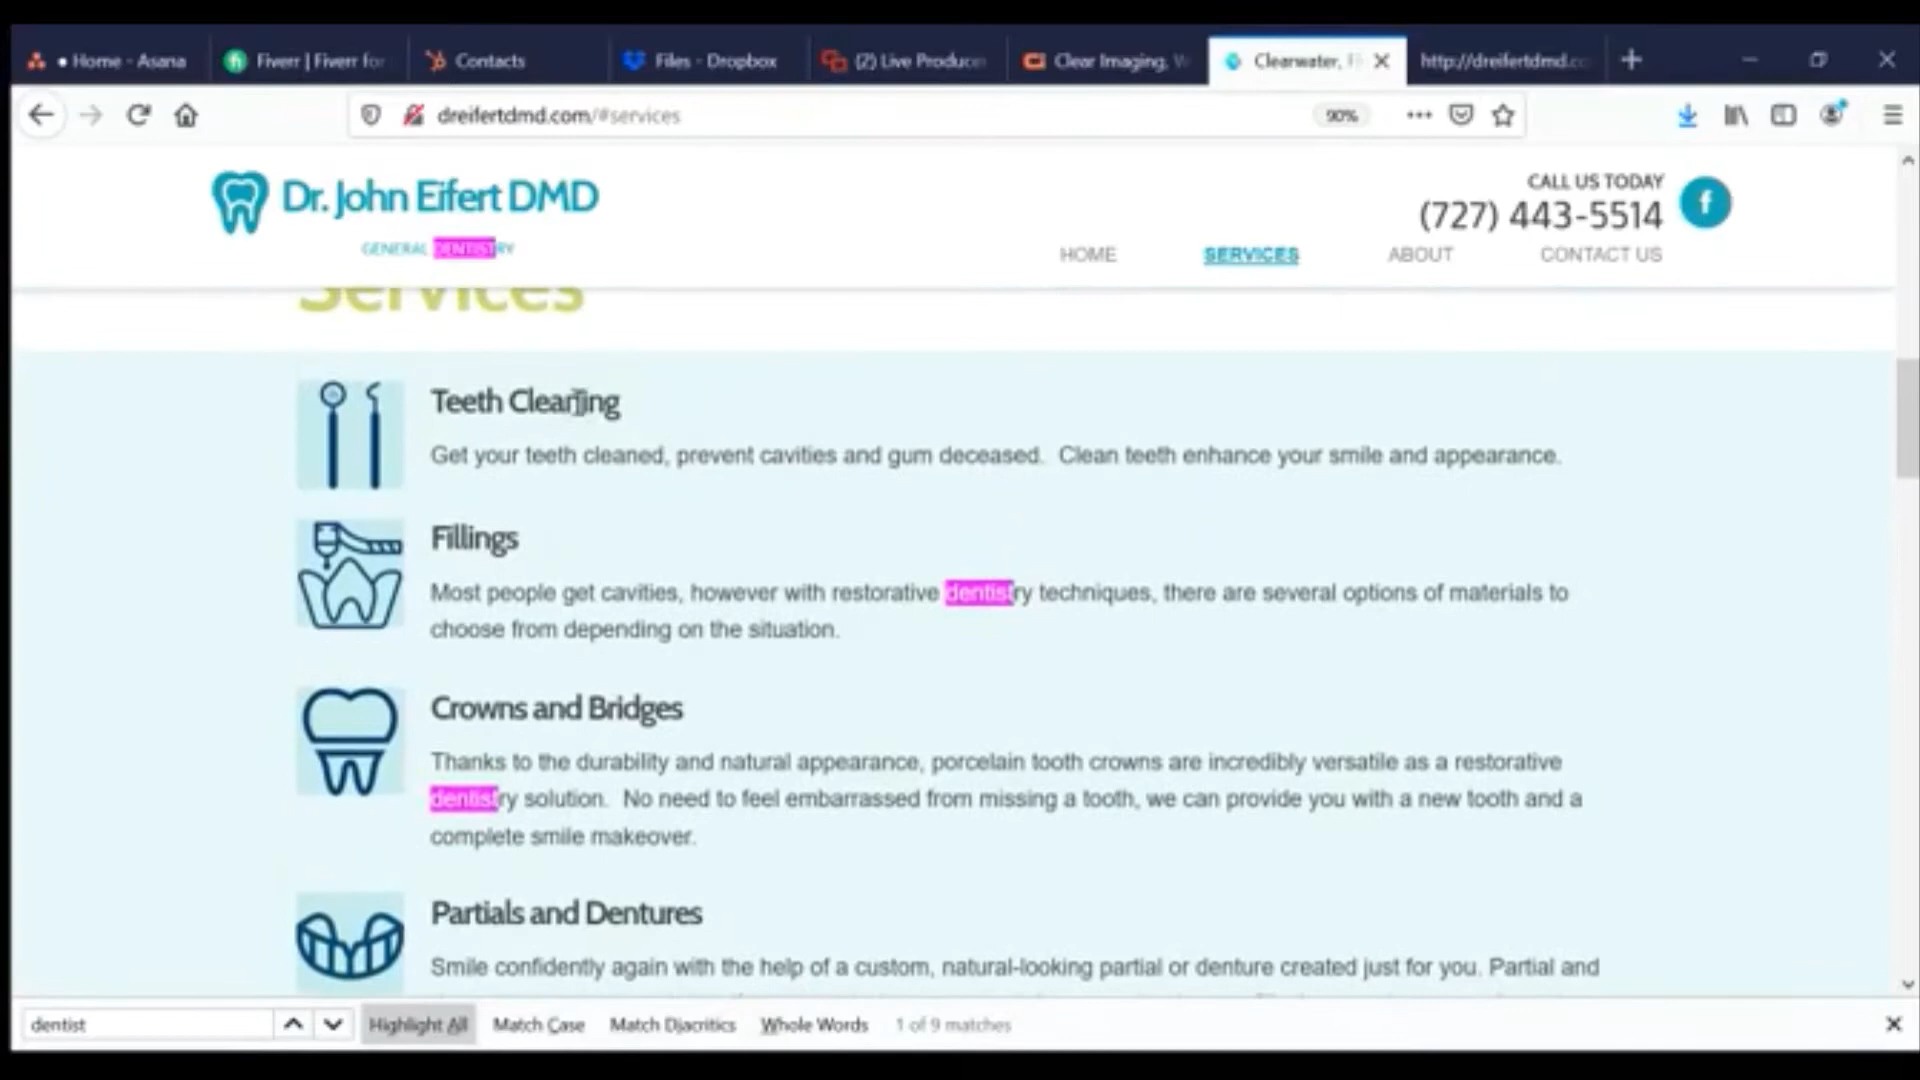 Home - Asana
Fiverr | Fiverr for
Contacts
Files - Dropbox
(2) Live Produce
Clear Imaging, W
Clearwater, Fl
http://dreifertdmd.co
dreifertdmd.com/#services
90%
Dr. John Eifert DMD
GENERAL DENTISTRY
CALL US TODAY
(727) 443-5514
f
HOME
SERVICES
ABOUT
CONTACT US
Services
Teeth Cleaning
Get your teeth cleaned, prevent cavities and gum deceased. Clean teeth enhance your smile and appearance.
Fillings
Most people get cavities, however with restorative dentistry techniques, there are several options of materials to
choose from depending on the situation.
Crowns and Bridges
Thanks to the durability and natural appearance, porcelain tooth crowns are incredibly versatile as a restorative
dentistry solution. No need to feel embarrassed from missing a tooth, we can provide you with a new tooth and a
complete smile makeover.
Partials and Dentures
Smile confidently again with the help of a custom, natural-looking partial or denture created just for you. Partial and
dentist
Highlight All
Match Case
Match Diacritics
Whole Words
1 of 9 matches